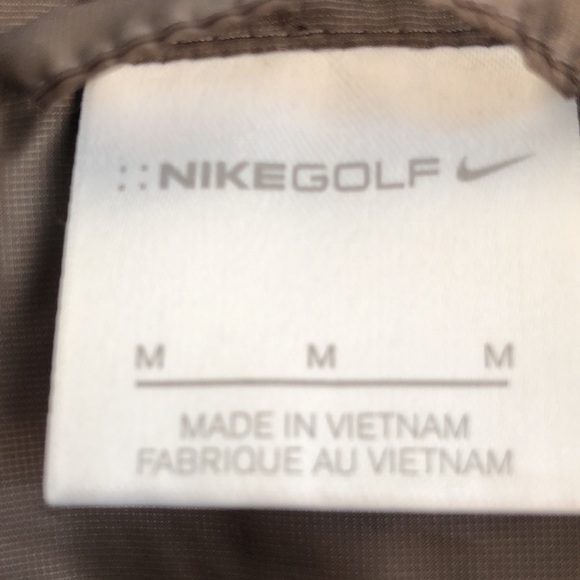 ::NIKEGOLF
M M M
MADE IN VIETNAM
FABRIQUE AU VIETNAM